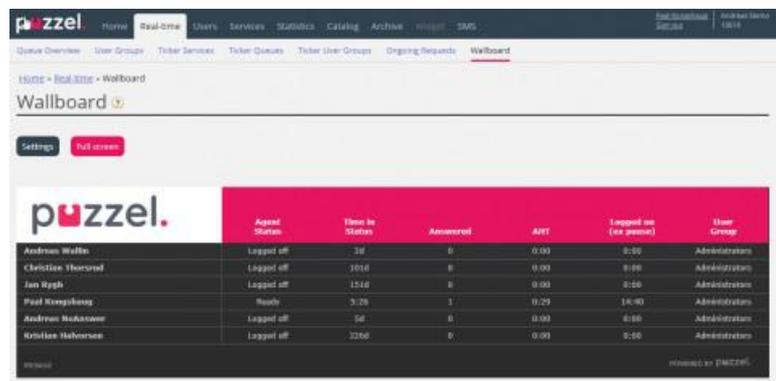 puzzel. Home Real-time Users Services Statistics Catalog Archive Widget SMS
Queue Overview User Groups Ticker Services Ticker Queues Ticker User Groups Ongoing Requests Wallboard
Home » Real-time » Wallboard
Wallboard
Settings Full screen
puzzel. Agent Status Time in Status Answered AHT Logged on (ex pause) User Group
Andreas Wallin Logged off 2d 0 0:00 0:00 Administrators
Christian Thorsrud Logged off 101d 0 0:00 0:00 Administrators
Jan Rygh Logged off 151d 0 0:00 0:00 Administrators
Paal Kongshaug Ready 5:26 1 0:29 14:40 Administrators
Andreas NoAnswer Logged off 5d 0 0:00 0:00 Administrators
Kristian Halvorsen Logged off 0 0:00 0:00 Administrators
POWERED BY puzzel.